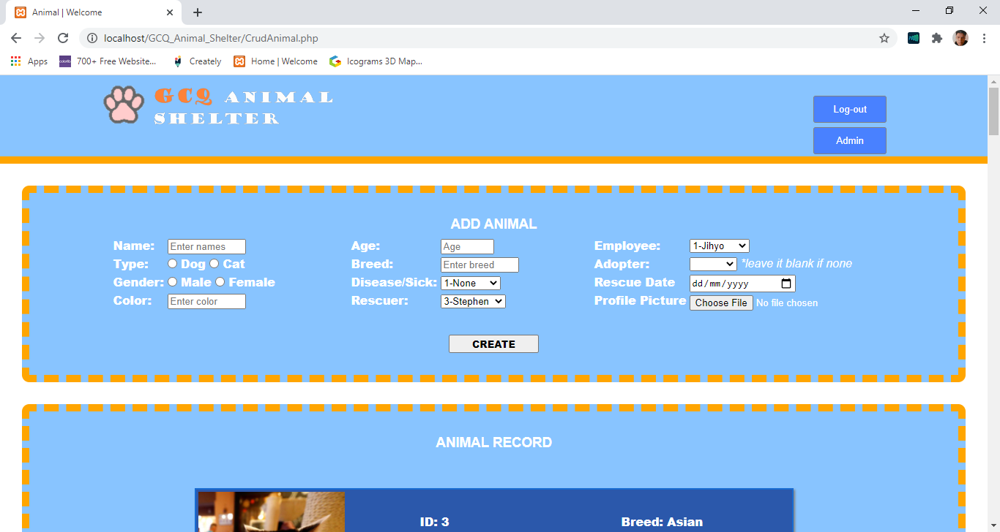 Animal | Welcome
localhost/GCQ_Animal_Shelter/CrudAnimal.php
Apps 700+ Free Website... Creately Home | Welcome Icograms 3D Map...
GCQ ANIMAL
SHELTER
Log-out
Admin
ADD ANIMAL
Name: Enter names Age: Age Employee: 1-Jihyo
Type: Dog Cat Breed: Enter breed Adopter: *leave it blank if none
Gender: Male Female Disease/Sick: 1-None Rescue Date dd/mm/yyyy
Color: Enter color Rescuer: 3-Stephen Profile Picture Choose File No file chosen
CREATE
ANIMAL RECORD
ID: 3 Breed: Asian